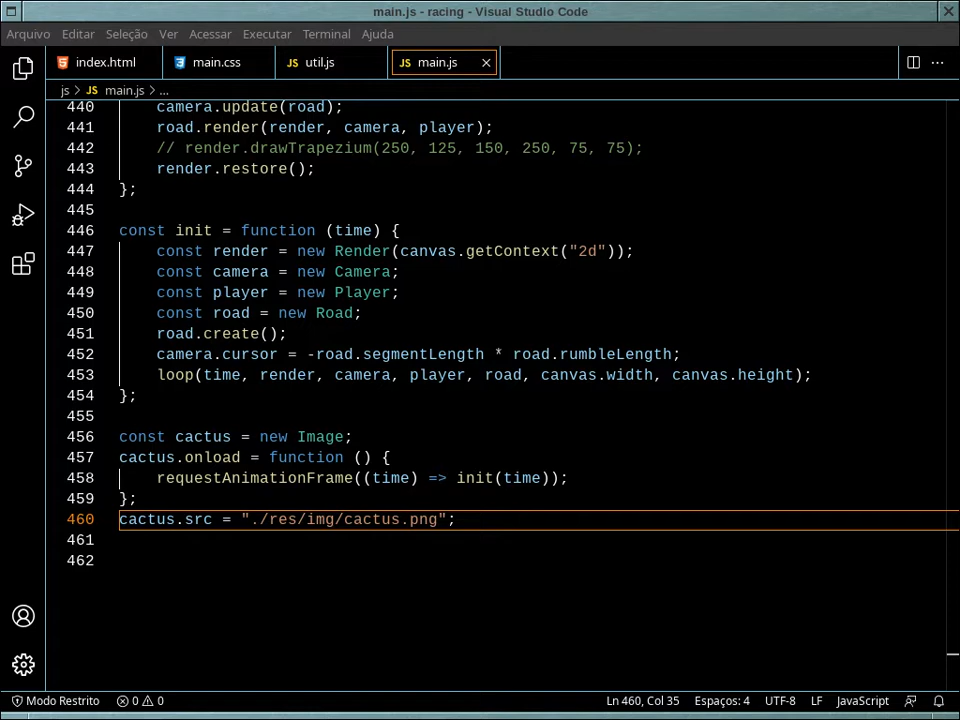 main.js - racing - Visual Studio Code
Arquivo Editar Seleção Ver Acessar Executar Terminal Ajuda
index.html main.css JS util.js JS main.js
js > JS main.js > ...
440 camera.update(road);
441 road.render(render, camera, player);
442 // render.drawTrapezium(250, 125, 150, 250, 75, 75);
443 render.restore();
444 };
445
446 const init = function (time) {
447 const render = new Render(canvas.getContext("2d"));
448 const camera = new Camera;
449 const player = new Player;
450 const road = new Road;
451 road.create();
452 camera.cursor = -road.segmentLength * road.rumbleLength;
453 loop(time, render, camera, player, road, canvas.width, canvas.height);
454 };
455
456 const cactus = new Image;
457 cactus.onload = function () {
458 requestAnimationFrame((time) => init(time));
459 };
460 cactus.src = "./res/img/cactus.png";
461
462
Modo Restrito 0 0 Ln 460, Col 35 Espaços: 4 UTF-8 LF JavaScript